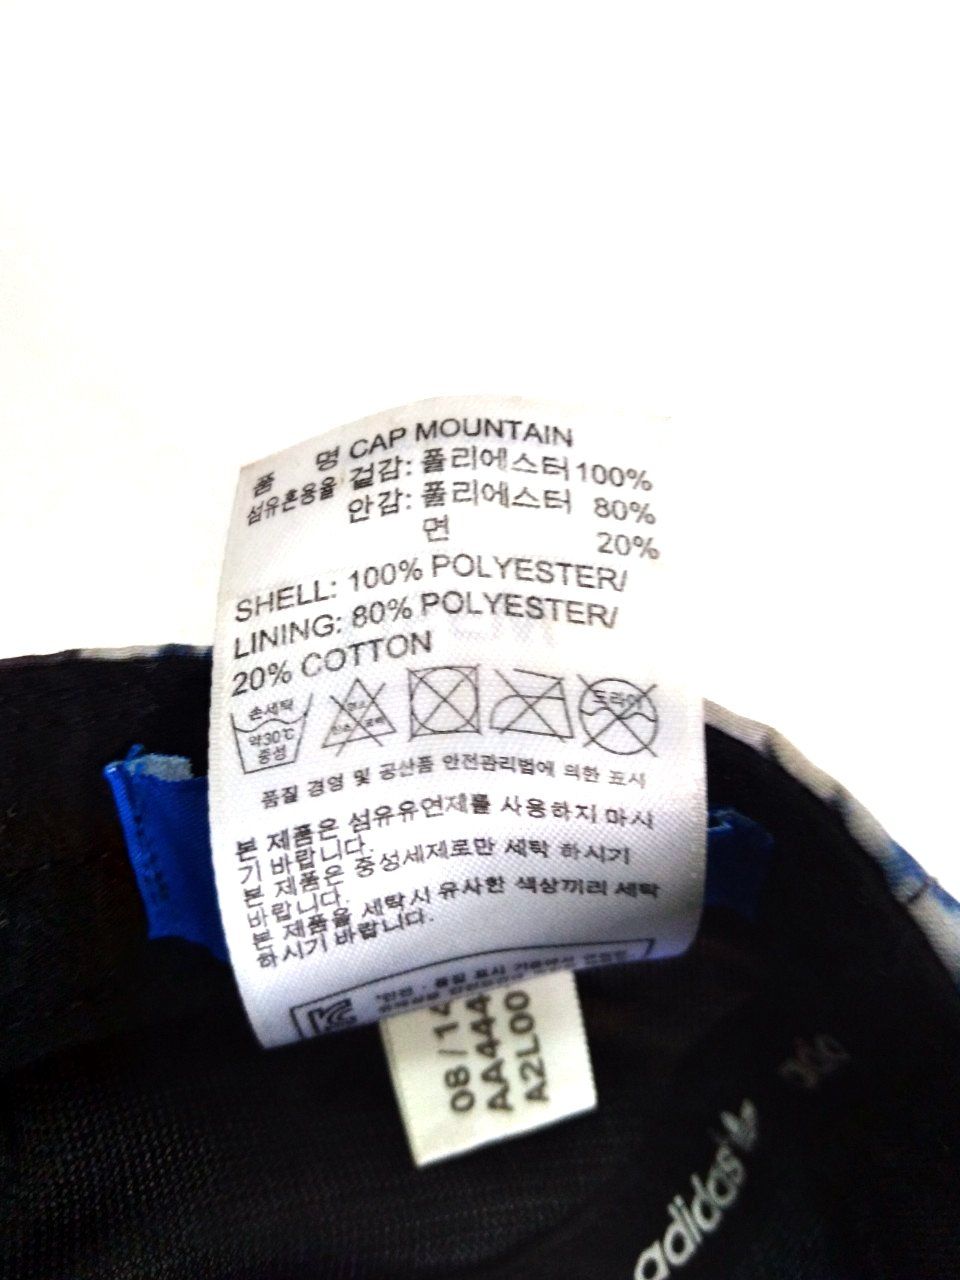 품 명 CAP MOUNTAIN
섬유혼용율 겉감: 폴리에스터 100%
안감: 폴리에스터 80%
면 20%
SHELL: 100% POLYESTER/
LINING: 80% POLYESTER/
20% COTTON
손세탁
약30℃
중성
드라이
품질 경영 및 공산품 안전관리법에 의한 표시
본 제품은 섬유유연제를 사용하지 마시
기 바랍니다.
본 제품은 중성세제로만 세탁 하시기
바랍니다.
본 제품을 세탁시 유사한 색상끼리 세탁
하시기 바랍니다.
08/14
AA444
A2L00
adidas